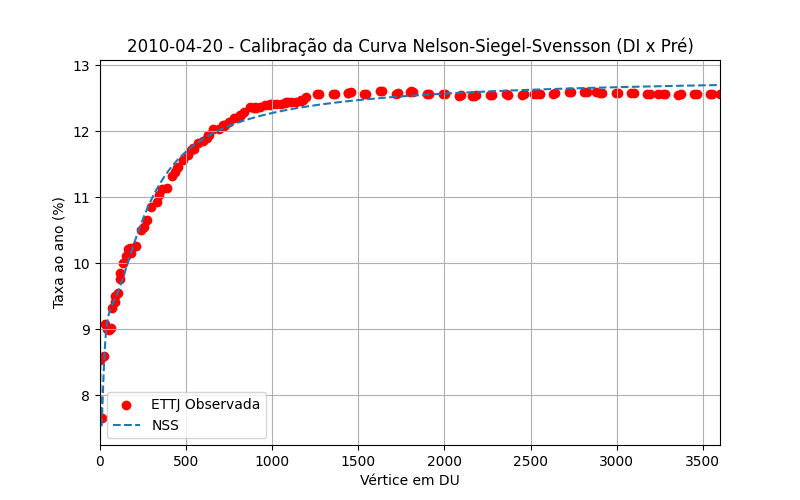 2010-04-20 - Calibração da Curva Nelson-Siegel-Svensson (DI x Pré)
Taxa ao ano (%)
13
12
11
10
9
8
ETTJ Observada
NSS
0 500 1000 1500 2000 2500 3000 3500
Vértice em DU